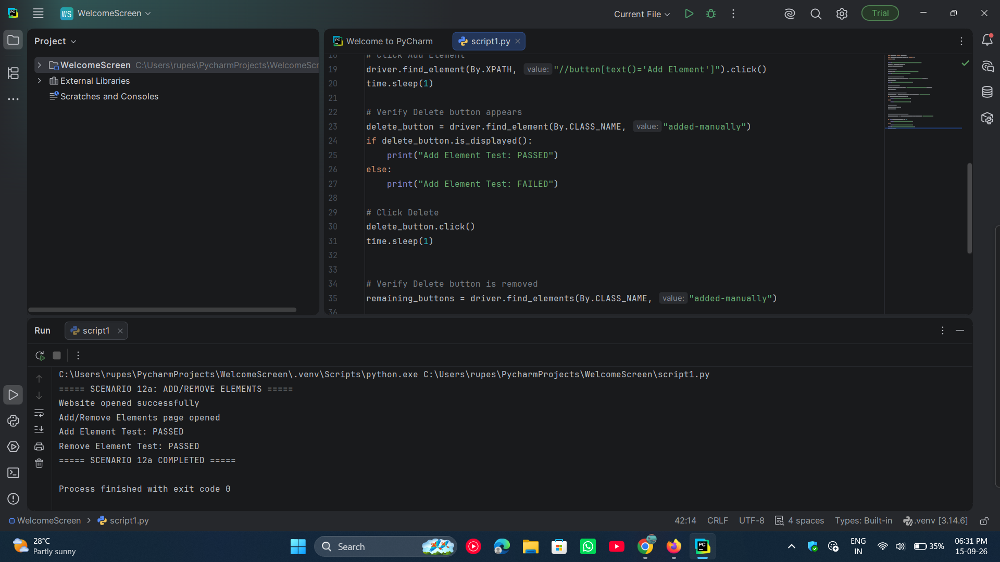 PC
WS WelcomeScreen
Current File
Trial
Project
WelcomeScreen C:\Users\rupes\PycharmProjects\WelcomeScr
External Libraries
Scratches and Consoles
PC Welcome to PyCharm
script1.py
18 # Click Add Element
19 driver.find_element(By.XPATH, value: "//button[text()='Add Element']").click()
20 time.sleep(1)
21
22 # Verify Delete button appears
23 delete_button = driver.find_element(By.CLASS_NAME, value: "added-manually")
24 if delete_button.is_displayed():
25 print("Add Element Test: PASSED")
26 else:
27 print("Add Element Test: FAILED")
28
29 # Click Delete
30 delete_button.click()
31 time.sleep(1)
32
33
34 # Verify Delete button is removed
35 remaining_buttons = driver.find_elements(By.CLASS_NAME, value: "added-manually")
36
Run script1
C:\Users\rupes\PycharmProjects\WelcomeScreen\.venv\Scripts\python.exe C:\Users\rupes\PycharmProjects\WelcomeScreen\script1.py
===== SCENARIO 12a: ADD/REMOVE ELEMENTS =====
Website opened successfully
Add/Remove Elements page opened
Add Element Test: PASSED
Remove Element Test: PASSED
===== SCENARIO 12a COMPLETED =====
Process finished with exit code 0
WelcomeScreen > script1.py
42:14 CRLF UTF-8 4 spaces Types: Built-in .venv [3.14.6]
28°C
Partly sunny
Search
PC
ENG
IN
35%
06:31 PM
15-09-26